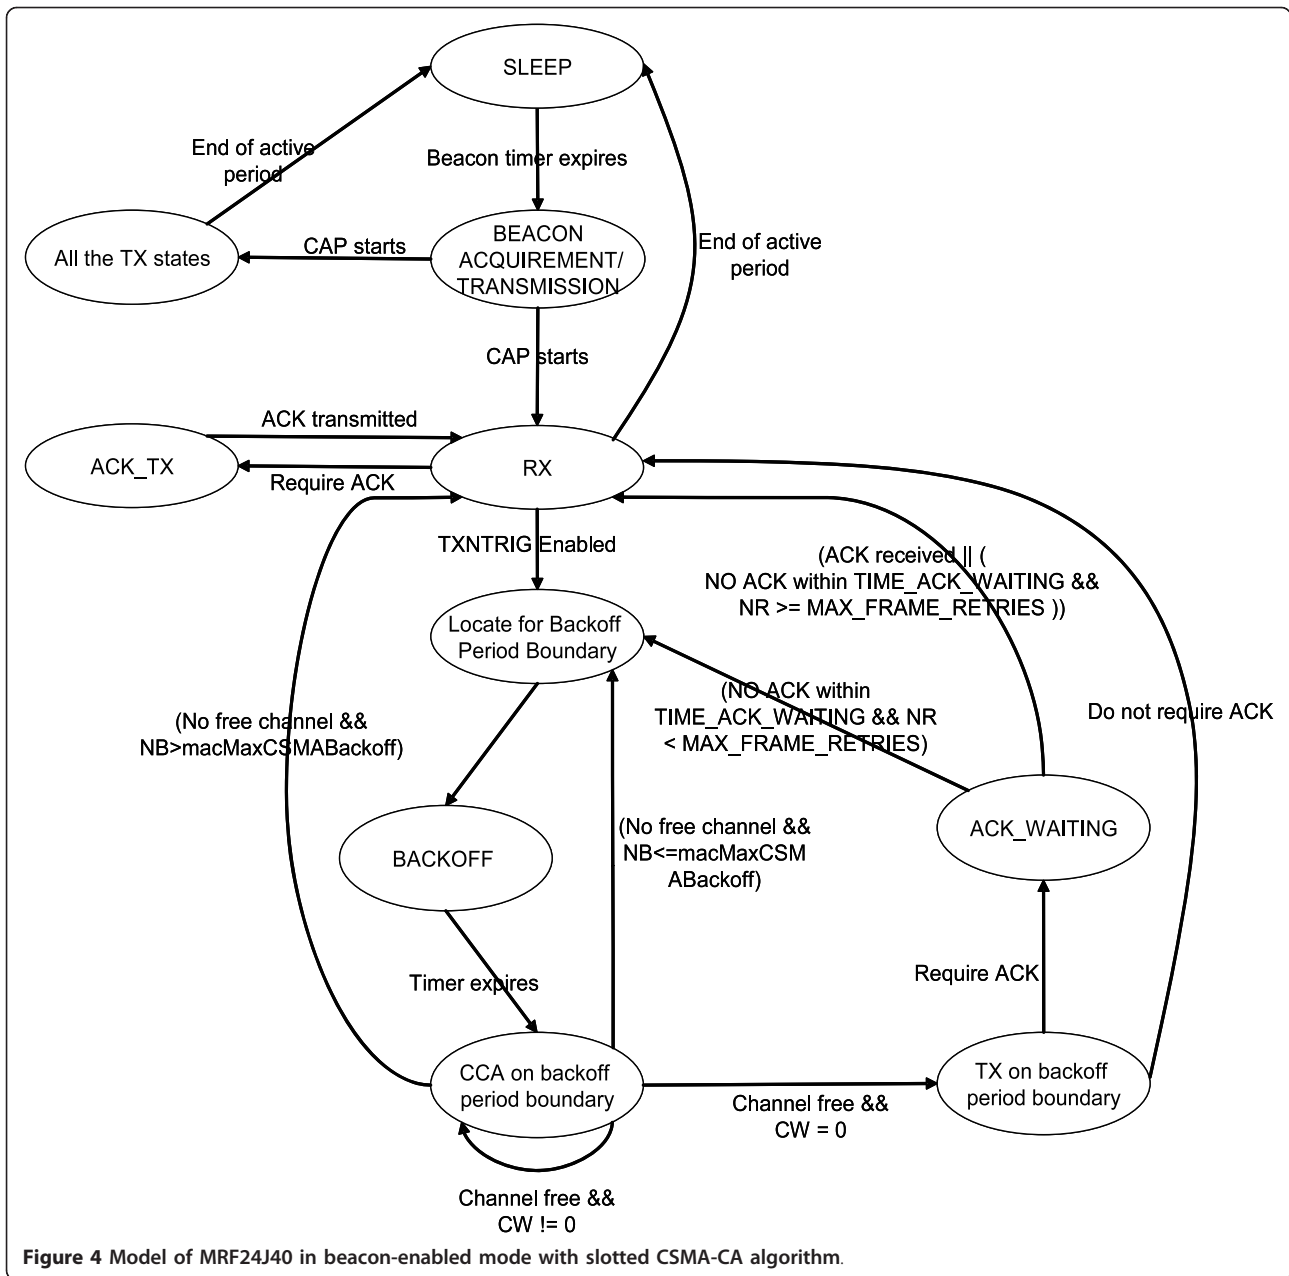 SLEEP
End of active
period
Beacon timer expires
All the TX states
CAP starts
BEACON
ACQUIREMENT/
TRANSMISSION
End of active
period
CAP starts
ACK transmitted
ACK_TX
RX
Require ACK
TXNTRIG Enabled
(ACK received || (
NO ACK within TIME_ACK_WAITING &&
NR >= MAX_FRAME_RETRIES ))
Locate for Backoff
Period Boundary
(NO ACK within
TIME_ACK_WAITING && NR
< MAX_FRAME_RETRIES)
Do not require ACK
(No free channel &&
NB>macMaxCSMABackoff)
(No free channel &&
NB<=macMaxCSM
ABackoff)
ACK_WAITING
BACKOFF
Timer expires
Require ACK
CCA on backoff
period boundary
TX on backoff
period boundary
Channel free &&
CW = 0
Channel free &&
CW != 0
Figure 4 Model of MRF24J40 in beacon-enabled mode with slotted CSMA-CA algorithm.